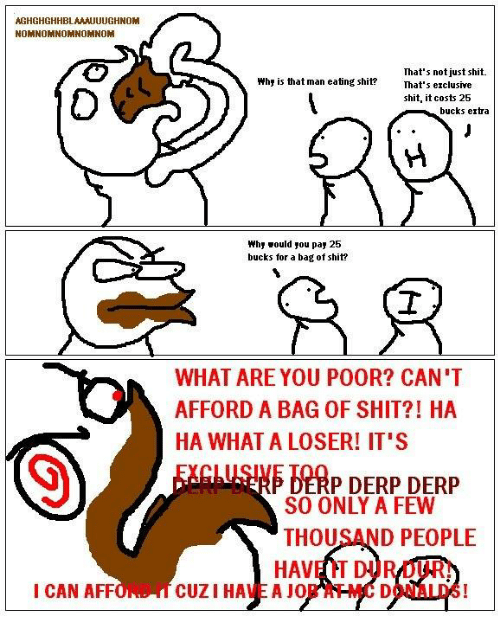 AGHGHGHHBLAAAUUUGHNOM
NOMNOMNOMNOMNOM
Why is that man eating shit?
That's not just shit.
That's exclusive
shit, it costs 25
bucks extra
Why would you pay 25
bucks for a bag of shit?
WHAT ARE YOU POOR? CAN'T
AFFORD A BAG OF SHIT?! HA
HA WHAT A LOSER! IT'S
EXCLUSIVE TOO
DERP DERP DERP DERP DERP
SO ONLY A FEW
THOUSAND PEOPLE
HAVE IT DUR DUR!
I CAN AFFORD IT CUZ I HAVE A JOB AT MC DONALDS!